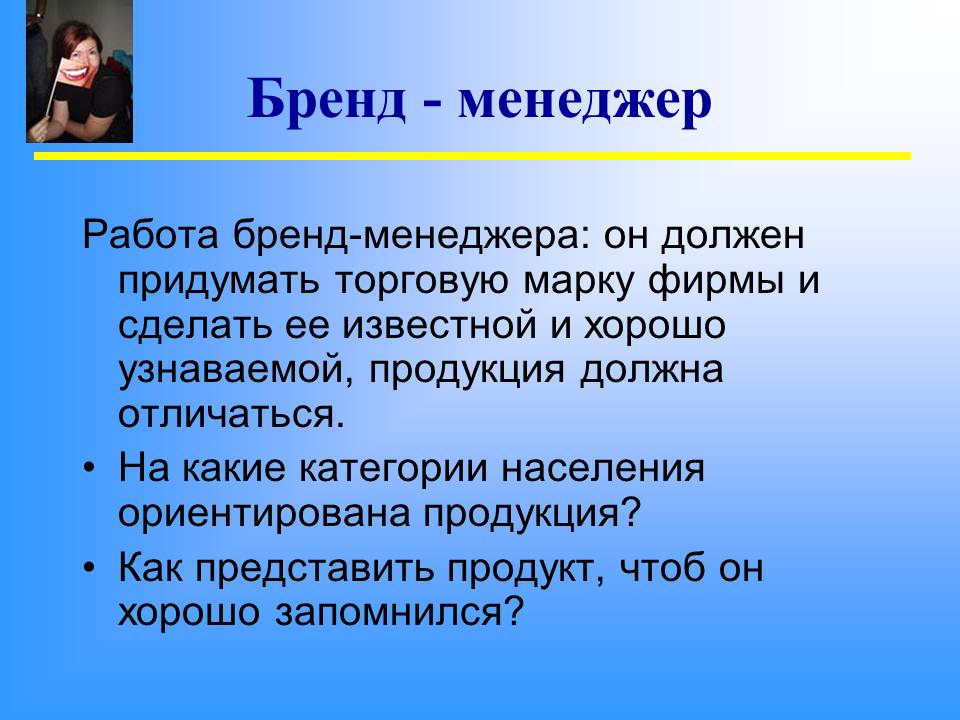 Бренд - менеджер
Работа бренд-менеджера: он должен
придумать торговую марку фирмы и
сделать ее известной и хорошо
узнаваемой, продукция должна
отличаться.
• На какие категории населения
ориентирована продукция?
• Как представить продукт, чтоб он
хорошо запомнился?